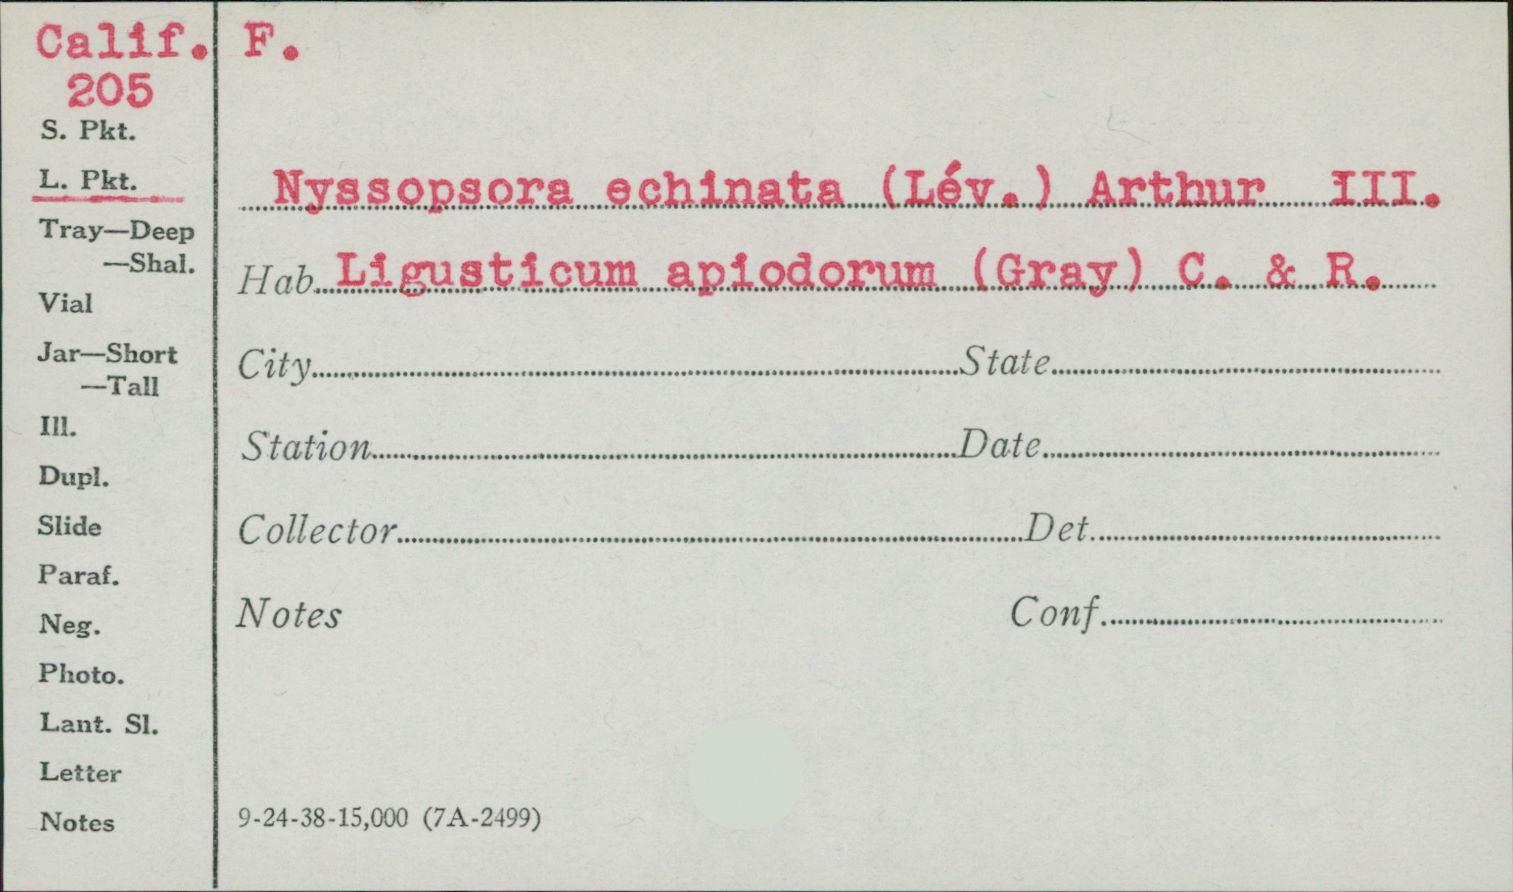 Calif. F.
205
S. Pkt.
L. Pkt.
Nyssopsora echinata (Lév.) Arthur III.
Tray—Deep
—Shal.
Hab. Ligusticum apiodorum (Gray) C. & R.
Vial
Jar—Short
—Tall
City State
Ill.
Station Date
Dupl.
Slide
Collector Det.
Paraf.
Neg.
Notes Conf.
Photo.
Lant. Sl.
Letter
Notes
9-24-38-15,000 (7A-2499)